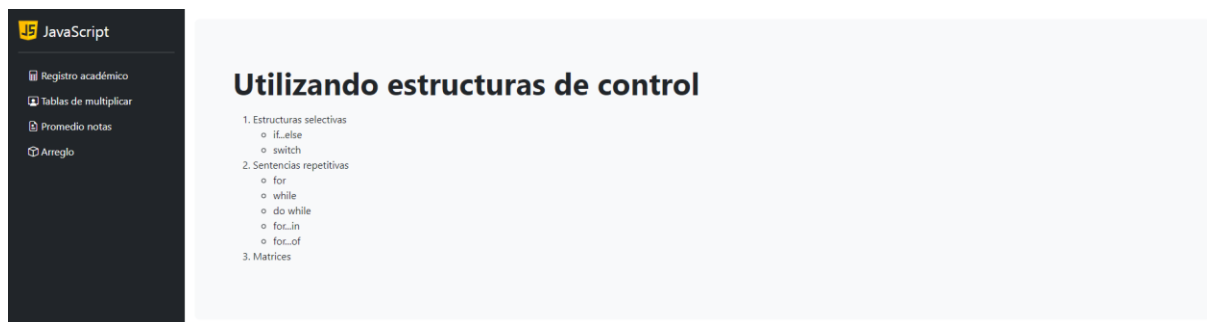 JS JavaScript
Registro académico
Tablas de multiplicar
Promedio notas
Arreglo
Utilizando estructuras de control
1. Estructuras selectivas
if...else
switch
2. Sentencias repetitivas
for
while
do while
for...in
for...of
3. Matrices